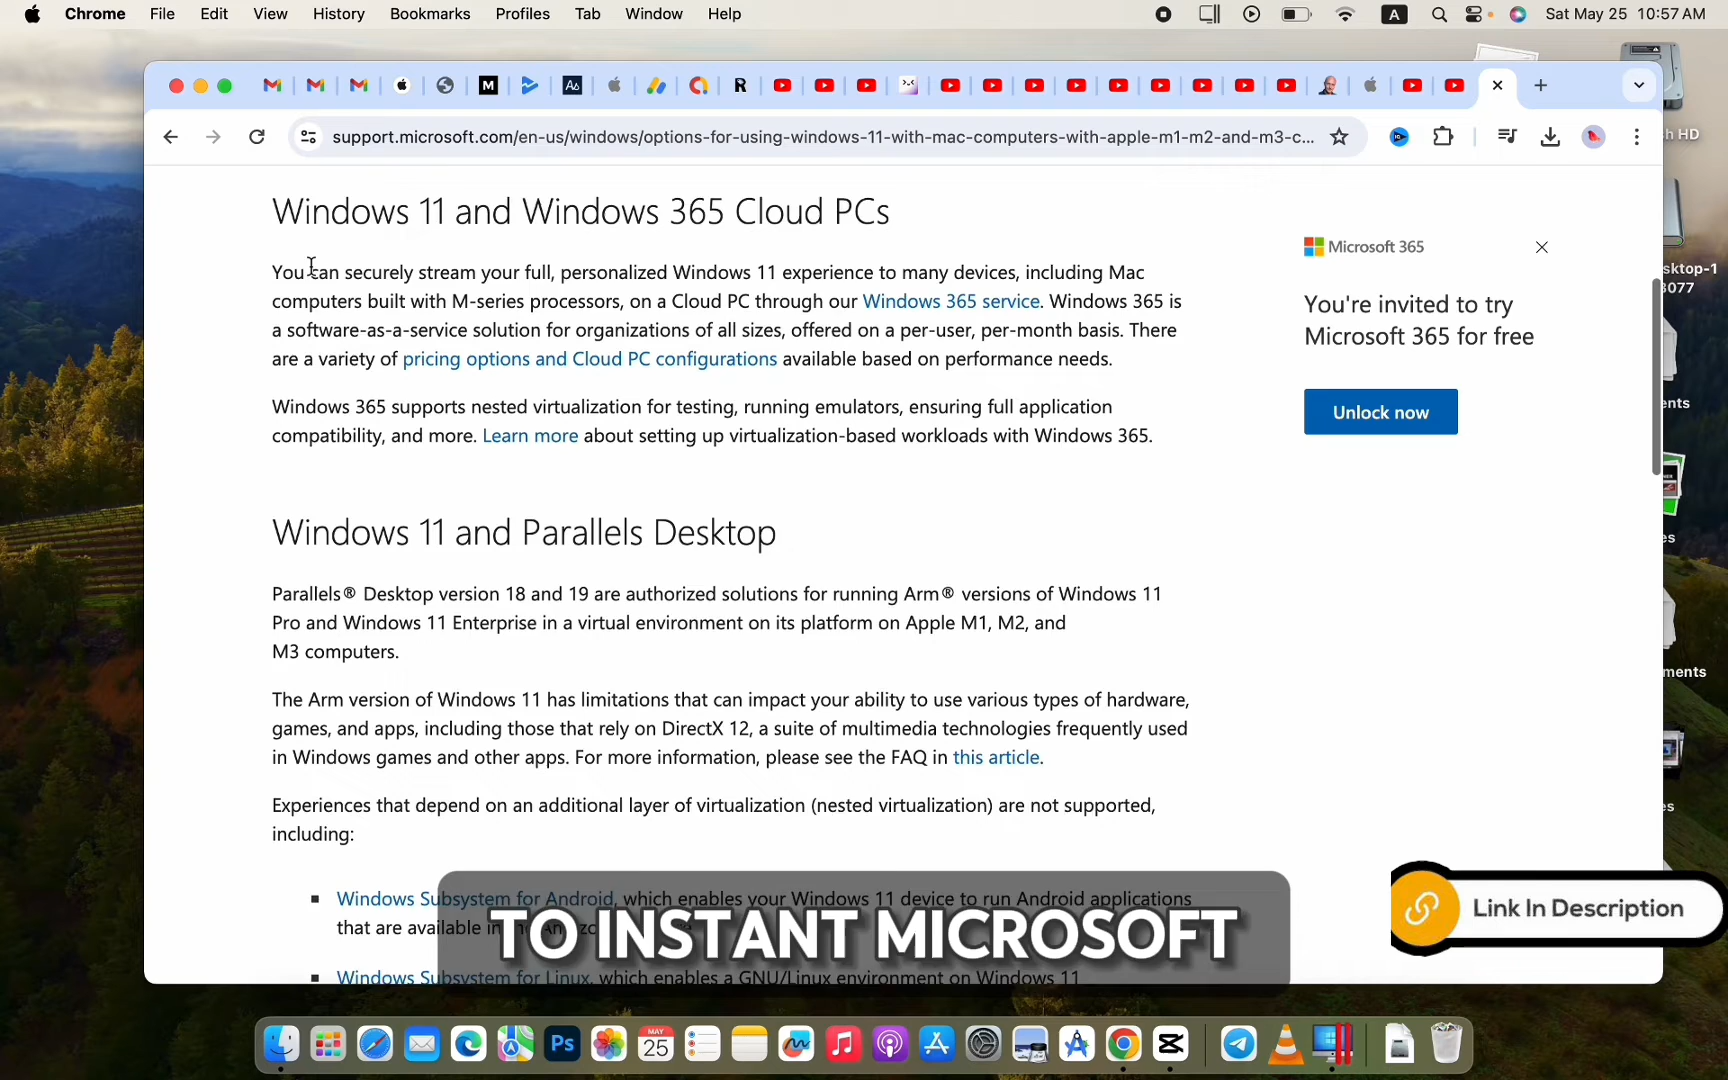 Chrome File Edit View History Bookmarks Profiles Tab Window Help A Sat May 25 10:57 AM
support.microsoft.com/en-us/windows/options-for-using-windows-11-with-mac-computers-with-apple-m1-m2-and-m3-c...
Windows 11 and Windows 365 Cloud PCs
You can securely stream your full, personalized Windows 11 experience to many devices, including Mac
computers built with M-series processors, on a Cloud PC through our Windows 365 service. Windows 365 is
a software-as-a-service solution for organizations of all sizes, offered on a per-user, per-month basis. There
are a variety of pricing options and Cloud PC configurations available based on performance needs.
Windows 365 supports nested virtualization for testing, running emulators, ensuring full application
compatibility, and more. Learn more about setting up virtualization-based workloads with Windows 365.
Microsoft 365
You're invited to try
Microsoft 365 for free
Unlock now
Windows 11 and Parallels Desktop
Parallels® Desktop version 18 and 19 are authorized solutions for running Arm® versions of Windows 11
Pro and Windows 11 Enterprise in a virtual environment on its platform on Apple M1, M2, and
M3 computers.
The Arm version of Windows 11 has limitations that can impact your ability to use various types of hardware,
games, and apps, including those that rely on DirectX 12, a suite of multimedia technologies frequently used
in Windows games and other apps. For more information, please see the FAQ in this article.
Experiences that depend on an additional layer of virtualization (nested virtualization) are not supported,
including:
Windows Subsystem for Android, which enables your Windows 11 device to run Android applications
that are available in
Windows Subsystem for Linux, which enables a GNU/Linux environment on Windows 11
TO INSTANT MICROSOFT
Link In Description
h HD
sktop-1
3077
ents
es
ments
es
Ps
MAY
25